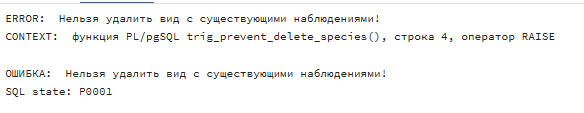 ERROR:  Нельзя удалить вид с существующими наблюдениями!
CONTEXT:  функция PL/pgSQL trig_prevent_delete_species(), строка 4, оператор RAISE
ОШИБКА:  Нельзя удалить вид с существующими наблюдениями!
SQL state: P0001